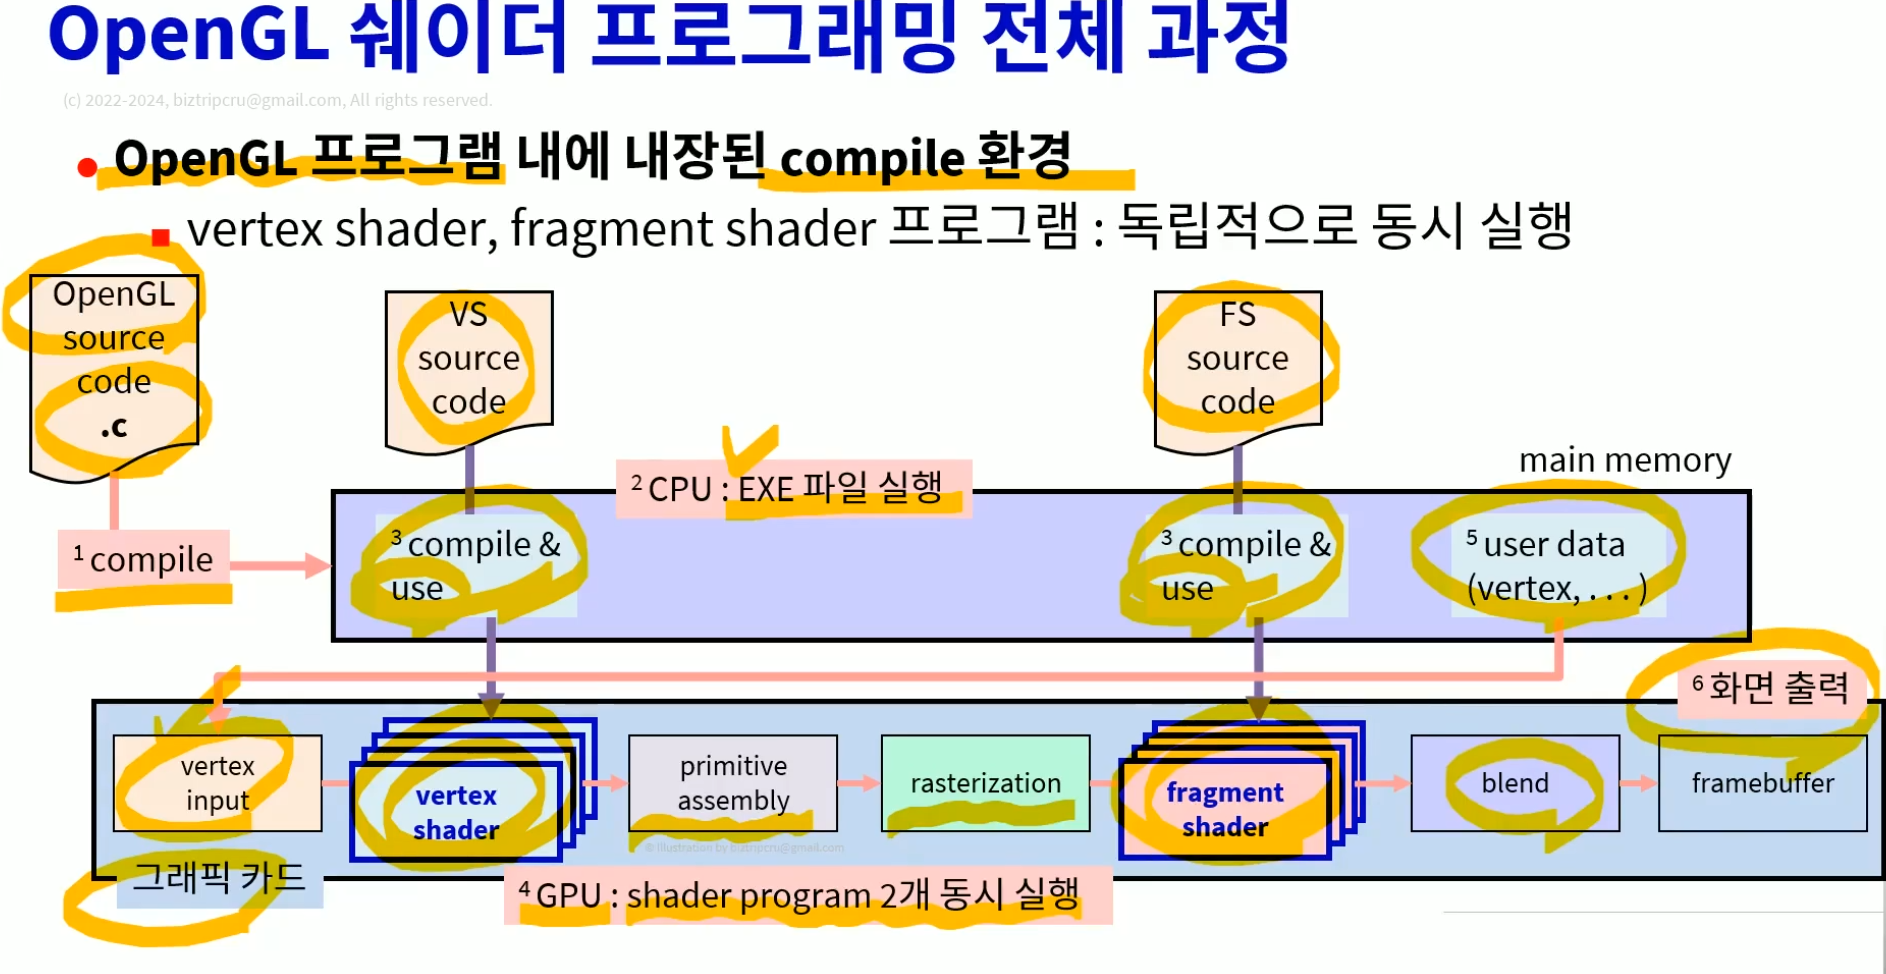 OpenGL 쉐이더 프로그래밍 전체 과정
(c) 2022-2024, biztripcru@gmail.com, All rights reserved.
OpenGL 프로그램 내에 내장된 compile 환경
vertex shader, fragment shader 프로그램 : 독립적으로 동시 실행
OpenGL
source
code
.c
VS
source
code
FS
source
code
main memory
2 CPU : EXE 파일 실행
1 compile
3 compile &
use
3 compile &
use
5 user data
(vertex, . . . )
6 화면 출력
vertex
input
vertex
shader
primitive
assembly
rasterization
fragment
shader
blend
framebuffer
© Illustration by biztripcru@gmail.com
그래픽 카드
4 GPU : shader program 2개 동시 실행